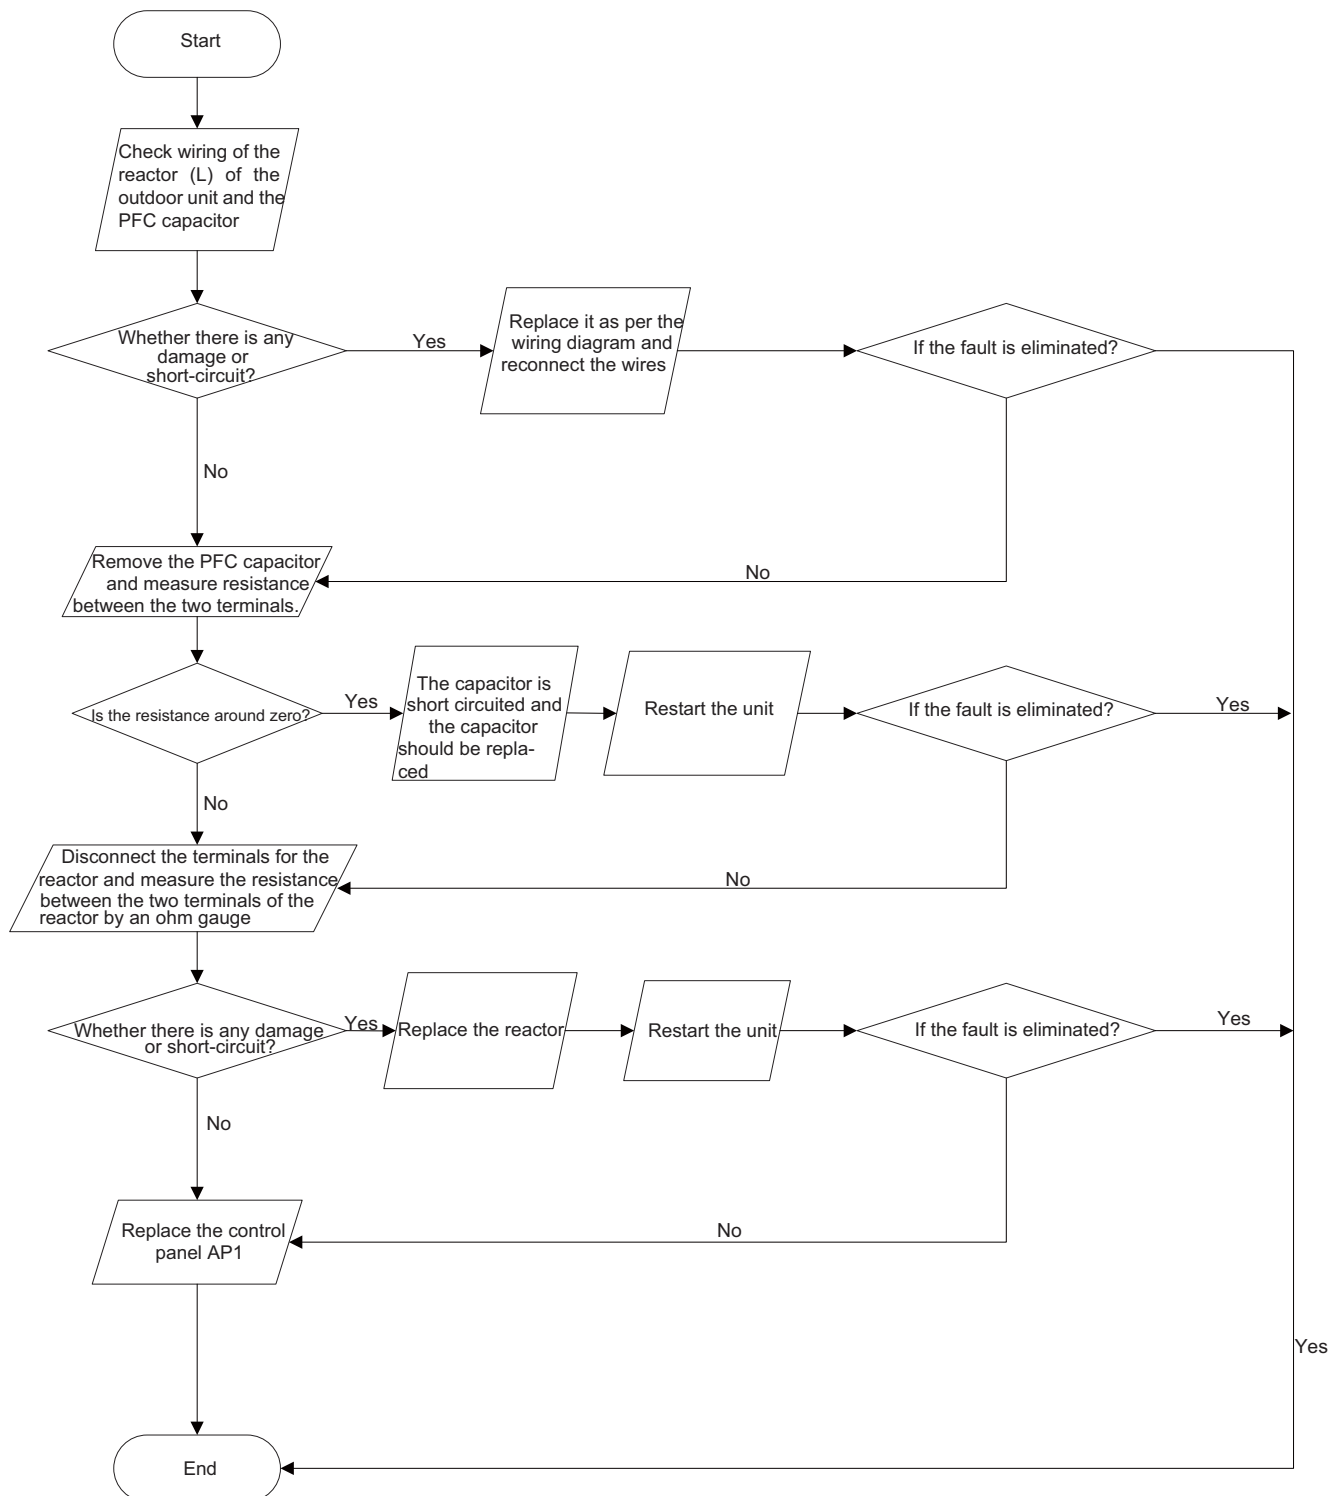 Start
Check wiring of the
reactor (L) of the
outdoor unit and the
PFC capacitor
Whether there is any
damage or
short-circuit?
Yes
Replace it as per the
wiring diagram and
reconnect the wires
If the fault is eliminated?
No
Remove the PFC capacitor
and measure resistance
between the two terminals.
No
Is the resistance around zero?
Yes
The capacitor is
short circuited and
the capacitor
should be repla-
ced
Restart the unit
If the fault is eliminated?
Yes
No
Disconnect the terminals for the
reactor and measure the resistance
between the two terminals of the
reactor by an ohm gauge
No
Whether there is any damage
or short-circuit?
Yes
Replace the reactor
Restart the unit
If the fault is eliminated?
Yes
No
Replace the control
panel AP1
No
Yes
End